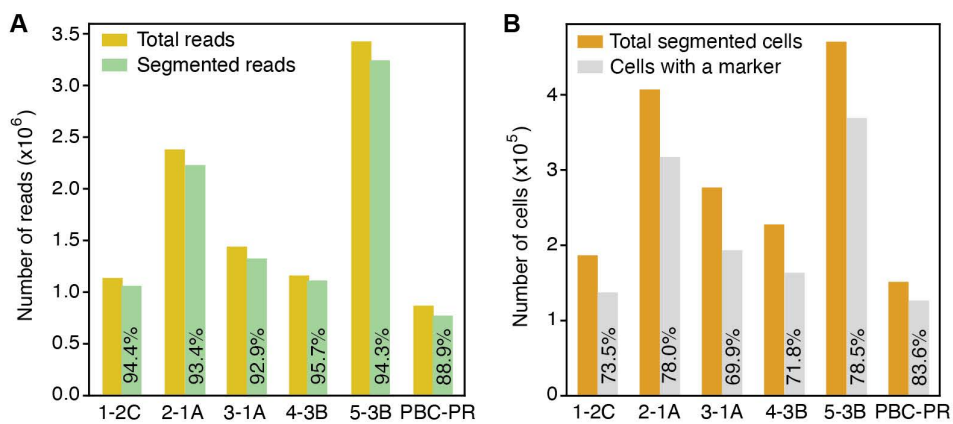 A
Number of reads (x10⁶)
3.5
3.0
2.5
2.0
1.5
1.0
0.5
0.0
Total reads
Segmented reads
94.4%
93.4%
92.9%
95.7%
94.3%
88.9%
1-2C 2-1A 3-1A 4-3B 5-3B PBC-PR
B
Number of cells (x10⁵)
4
3
2
1
0
Total segmented cells
Cells with a marker
73.5%
78.0%
69.9%
71.8%
78.5%
83.6%
1-2C 2-1A 3-1A 4-3B 5-3B PBC-PR